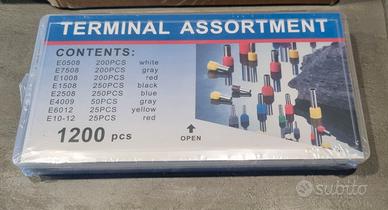 TERMINAL ASSORTMENT
CONTENTS:
E0508 200PCS white
E7508 200PCS gray
E1008 200PCS red
E1508 250PCS black
E2508 250PCS blue
E4009 50PCS gray
E6012 25PCS yellow
E10-12 25PCS red
1200 pcs
OPEN
subito